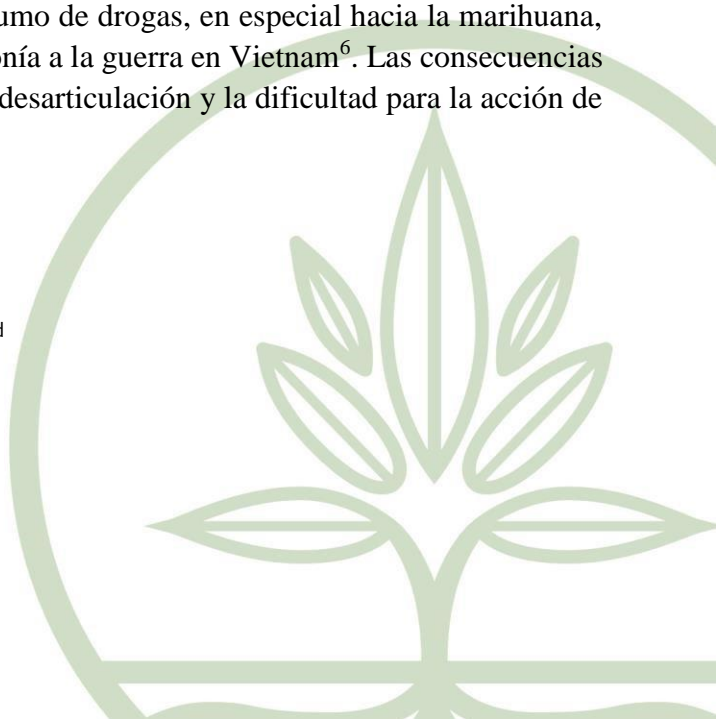 umo de drogas, en especial hacia la marihuana,
onía a la guerra en Vietnam⁶. Las consecuencias
desarticulación y la dificultad para la acción de